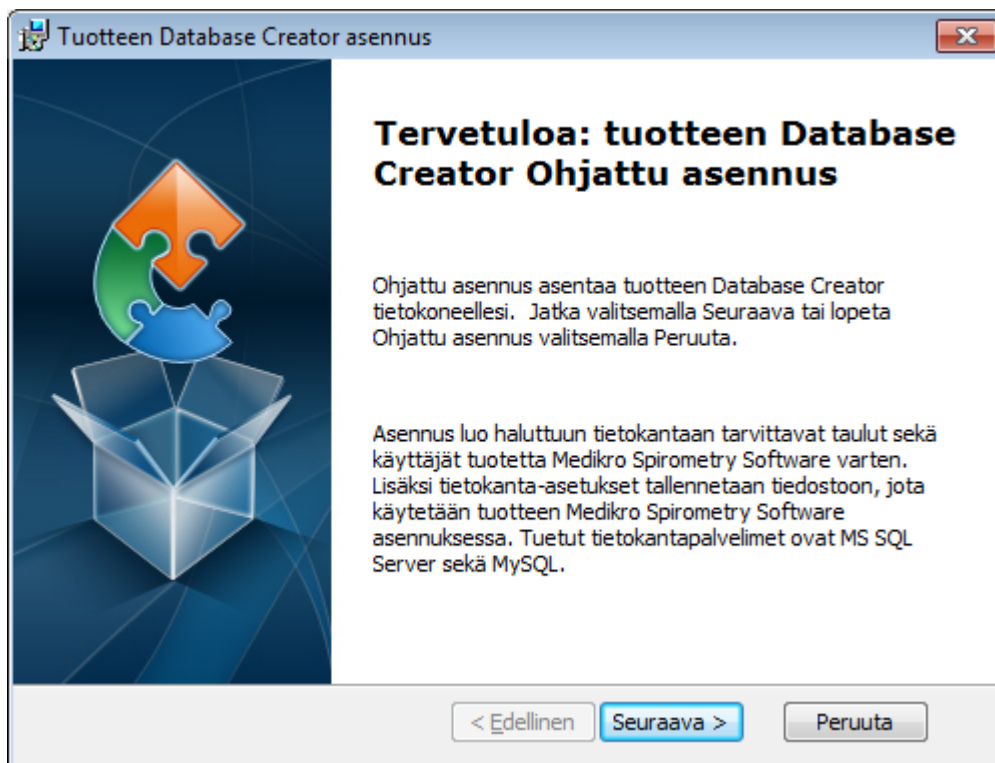 Tuotteen Database Creator asennus
Tervetuloa: tuotteen Database
Creator Ohjattu asennus
Ohjattu asennus asentaa tuotteen Database Creator
tietokoneellesi.  Jatka valitsemalla Seuraava tai lopeta
Ohjattu asennus valitsemalla Peruuta.
Asennus luo haluttuun tietokantaan tarvittavat taulut sekä
käyttäjät tuotetta Medikro Spirometry Software varten.
Lisäksi tietokanta-asetukset tallennetaan tiedostoon, jota
käytetään tuotteen Medikro Spirometry Software
asennuksessa. Tuetut tietokantapalvelimet ovat MS SQL
Server sekä MySQL.
< Edellinen Seuraava > Peruuta